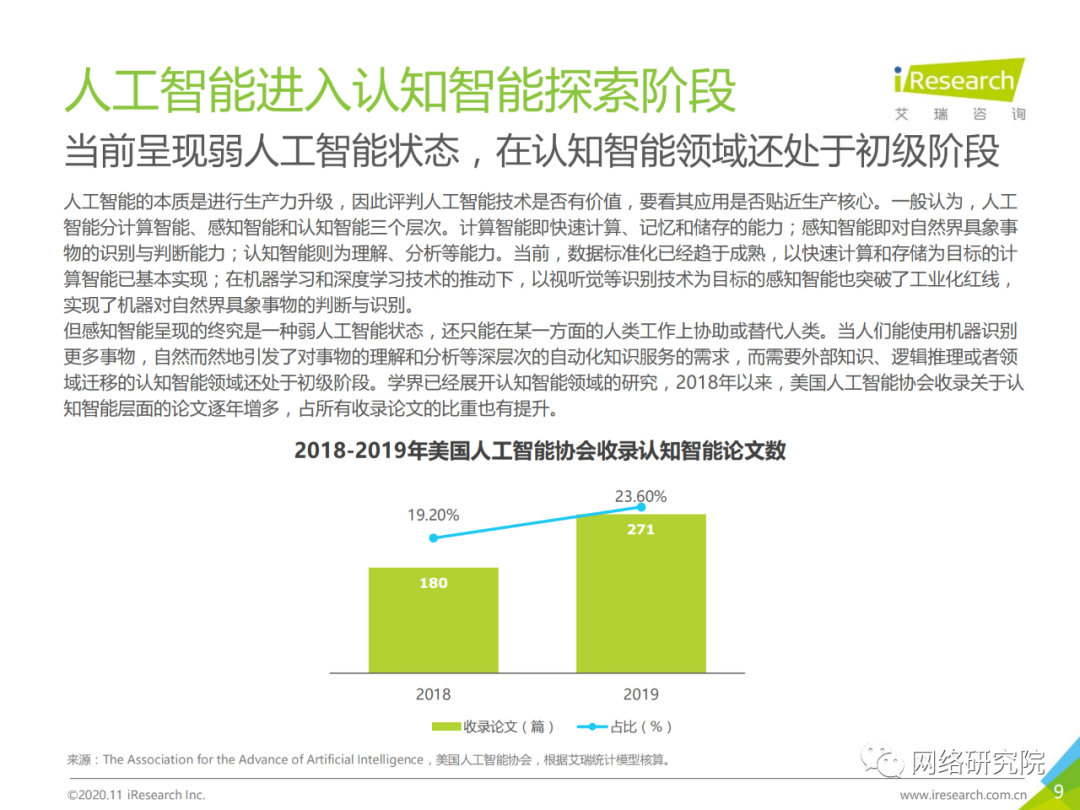 人工智能进入认知智能探索阶段
iResearch
艾瑞咨询
当前呈现弱人工智能状态，在认知智能领域还处于初级阶段
人工智能的本质是进行生产力升级，因此评判人工智能技术是否有价值，要看其应用是否贴近生产核心。一般认为，人工
智能分计算智能、感知智能和认知智能三个层次。计算智能即快速计算、记忆和储存的能力；感知智能即对自然界具象事
物的识别与判断能力；认知智能则为理解、分析等能力。当前，数据标准化已经趋于成熟，以快速计算和存储为目标的计
算智能已基本实现；在机器学习和深度学习技术的推动下，以视听觉等识别技术为目标的感知智能也突破了工业化红线，
实现了机器对自然界具象事物的判断与识别。
但感知智能呈现的终究是一种弱人工智能状态，还只能在某一方面的人类工作上协助或替代人类。当人们能使用机器识别
更多事物，自然而然地引发了对事物的理解和分析等深层次的自动化知识服务的需求，而需要外部知识、逻辑推理或者领
域迁移的认知智能领域还处于初级阶段。学界已经展开认知智能领域的研究，2018年以来，美国人工智能协会收录关于认
知智能层面的论文逐年增多，占所有收录论文的比重也有提升。
2018-2019年美国人工智能协会收录认知智能论文数
19.20%
23.60%
180
271
2018
2019
收录论文（篇）
占比（%）
来源：The Association for the Advance of Artificial Intelligence，美国人工智能协会，根据艾瑞统计模型核算。
网络研究院
©2020.11 iResearch Inc.
www.iresearch.com.cn
9